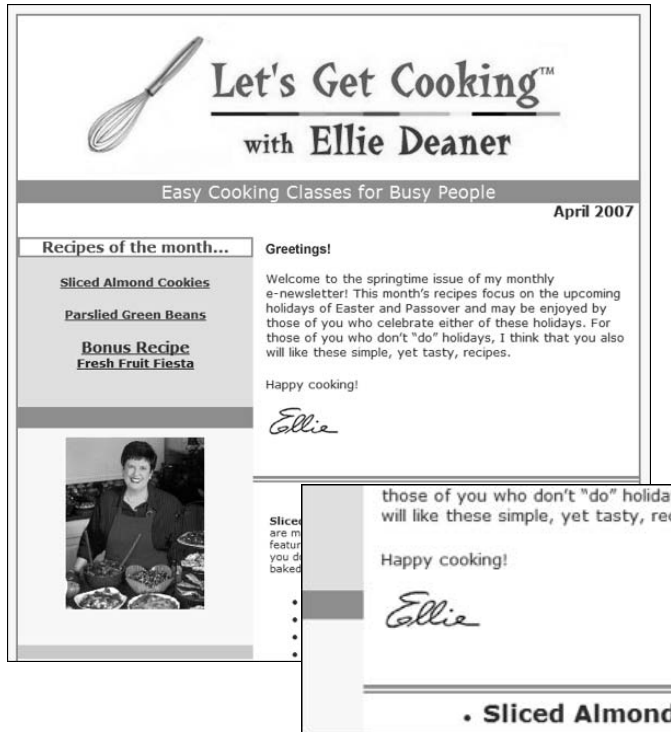 Let's Get Cooking™
with Ellie Deaner
Easy Cooking Classes for Busy People
April 2007
Recipes of the month...
Sliced Almond Cookies
Parslied Green Beans
Bonus Recipe
Fresh Fruit Fiesta
Greetings!
Welcome to the springtime issue of my monthly
e-newsletter! This month's recipes focus on the upcoming
holidays of Easter and Passover and may be enjoyed by
those of you who celebrate either of these holidays. For
those of you who don't “do” holidays, I think that you also
will like these simple, yet tasty, recipes.
Happy cooking!
Ellie
are m
featur
you d
baked
those of you who don't “do” holida
will like these simple, yet tasty, re
Happy cooking!
Ellie
• Sliced Almond